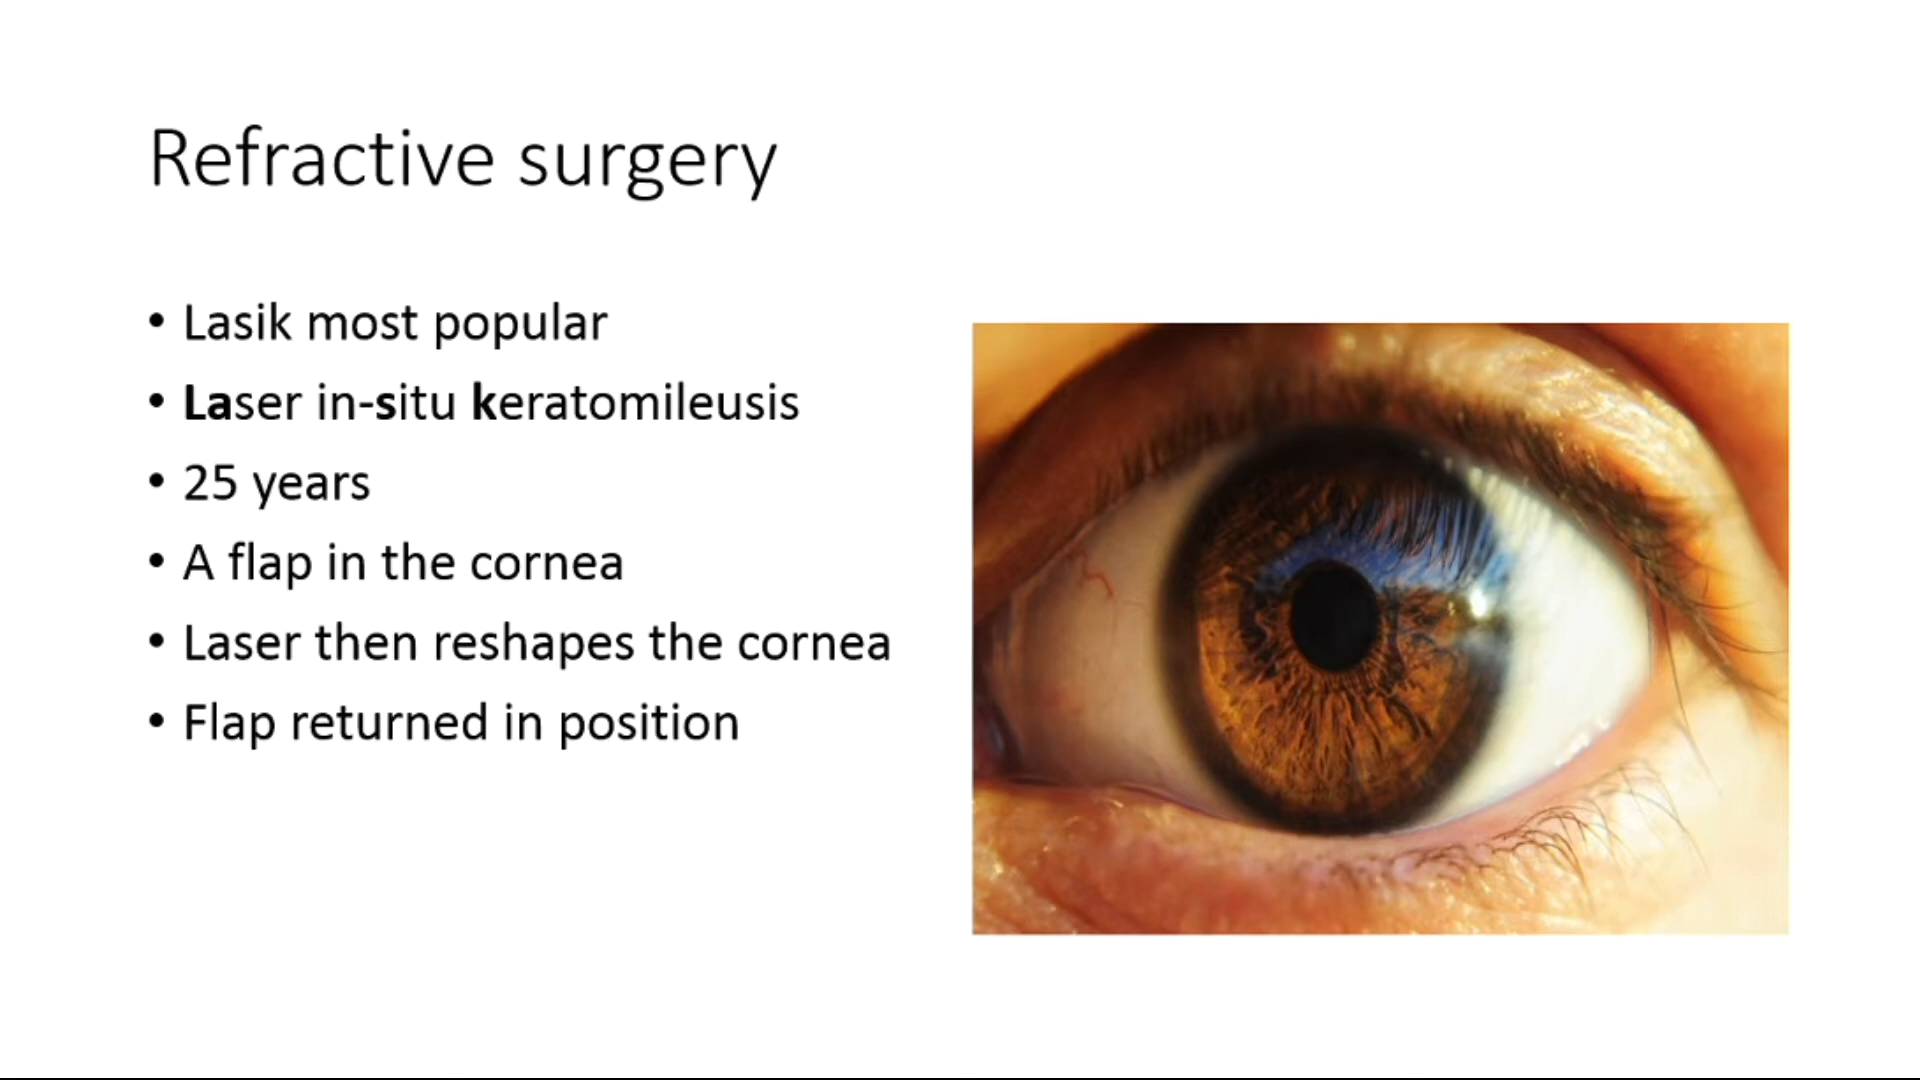 Refractive surgery
• Lasik most popular
• Laser in-situ keratomileusis
• 25 years
• A flap in the cornea
• Laser then reshapes the cornea
• Flap returned in position